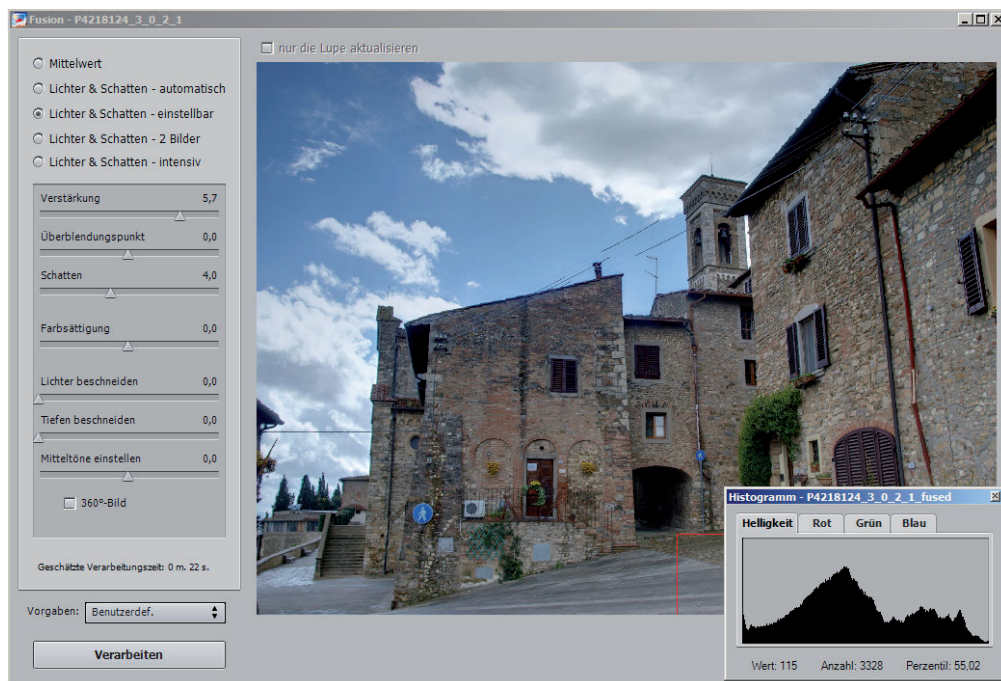 Fusion - P4218124_3_0_2_1
nur die Lupe aktualisieren
Mittelwert
Lichter & Schatten - automatisch
Lichter & Schatten - einstellbar
Lichter & Schatten - 2 Bilder
Lichter & Schatten - intensiv
Verstärkung 5,7
Überblendungspunkt 0,0
Schatten 4,0
Farbsättigung 0,0
Lichter beschneiden 0,0
Tiefen beschneiden 0,0
Mitteltöne einstellen 0,0
360°-Bild
Geschätzte Verarbeitungszeit: 0 m. 22 s.
Vorgaben: Benutzerdef.
Verarbeiten
Histogramm - P4218124_3_0_2_1_fused
Helligkeit Rot Grün Blau
Wert: 115 Anzahl: 3328 Perzentil: 55,02